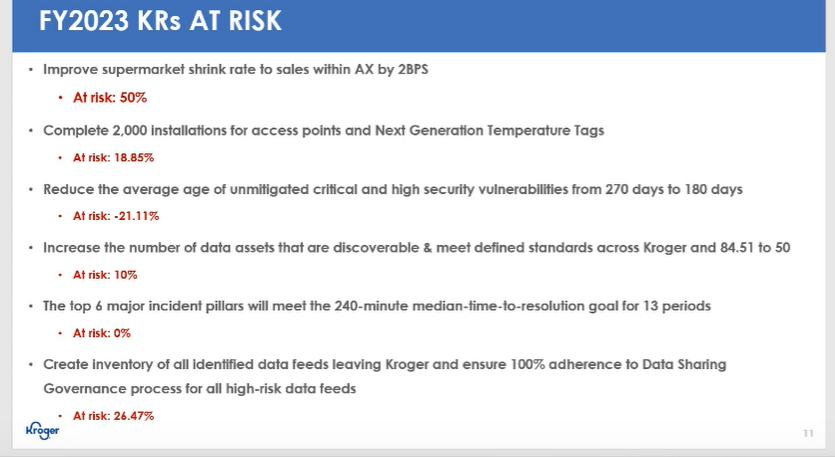 FY2023 KRs AT RISK
• Improve supermarket shrink rate to sales within AX by 2BPS
• At risk: 50%
• Complete 2,000 installations for access points and Next Generation Temperature Tags
• At risk: 18.85%
• Reduce the average age of unmitigated critical and high security vulnerabilities from 270 days to 180 days
• At risk: -21.11%
• Increase the number of data assets that are discoverable & meet defined standards across Kroger and 84.51 to 50
• At risk: 10%
• The top 6 major incident pillars will meet the 240-minute median-time-to-resolution goal for 13 periods
• At risk: 0%
• Create inventory of all identified data feeds leaving Kroger and ensure 100% adherence to Data Sharing
Governance process for all high-risk data feeds
• At risk: 26.47%
Kroger
11